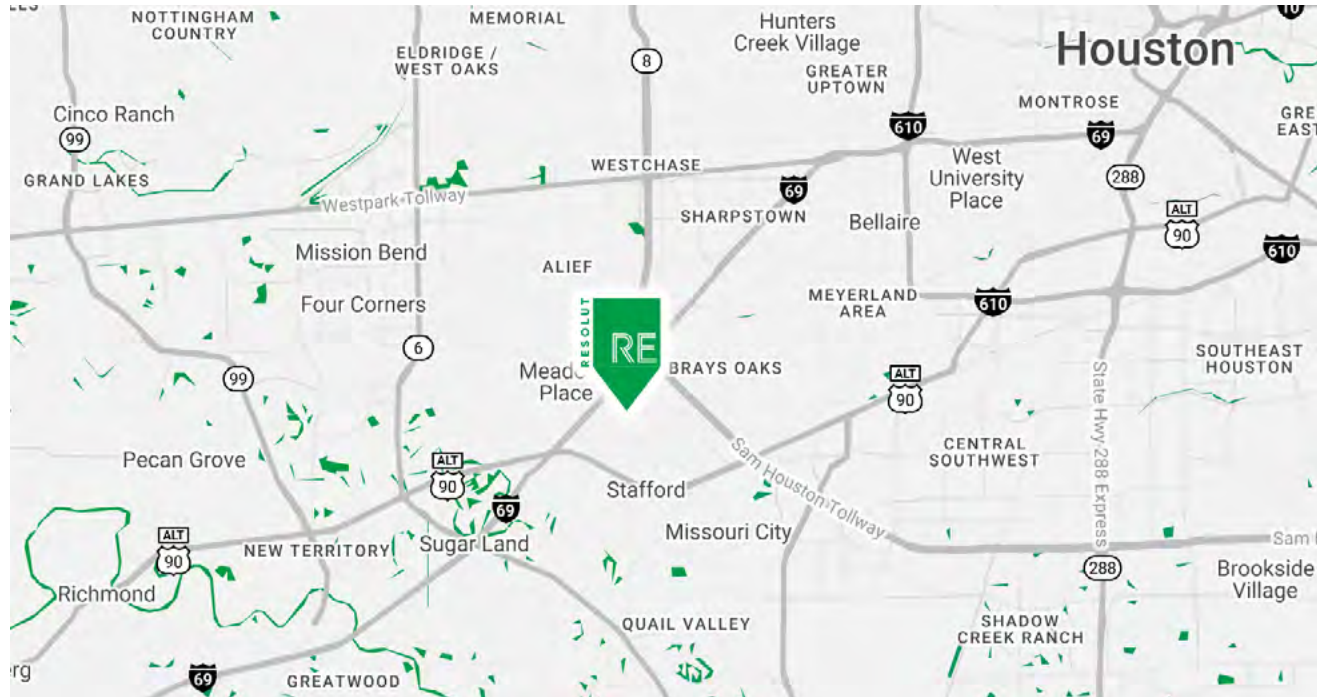 NOTTINGHAM
COUNTRY
MEMORIAL
Hunters
Creek Village
10
Houston
ELDRIDGE /
WEST OAKS
8
GREATER
UPTOWN
MONTROSE
Cinco Ranch
99
610
69
GRAND LAKES
WESTCHASE
West
University
Place
288
Westpark Tollway
69
SHARPSTOWN
Bellaire
ALT
90
Mission Bend
ALIEF
610
Four Corners
MEYERLAND
AREA
610
RESOLUT
RE
6
SOUTHEAST
HOUSTON
99
Place
BRAYS OAKS
ALT
90
State Hwy 288 Express
Pecan Grove
CENTRAL
SOUTHWEST
ALT
90
Sam Houston Tollway
Stafford
69
Missouri City
ALT
90
NEW TERRITORY
Sugar Land
Sam
288
Richmond
Brookside
Village
QUAIL VALLEY
SHADOW
CREEK RANCH
69
GREATWOOD